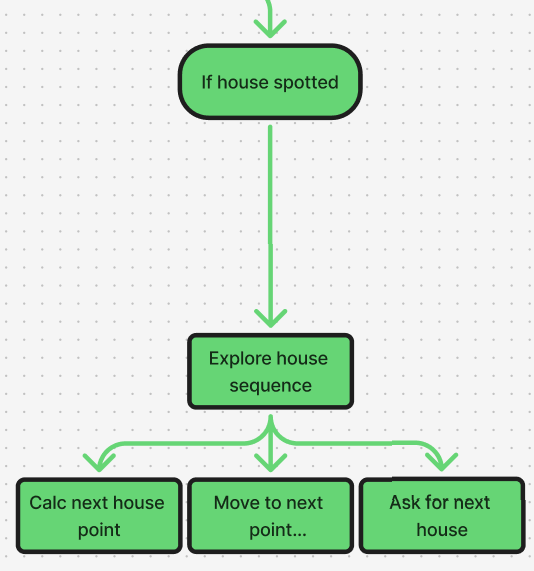 If house spotted
Explore house
sequence
Calc next house
point
Move to next
point...
Ask for next
house